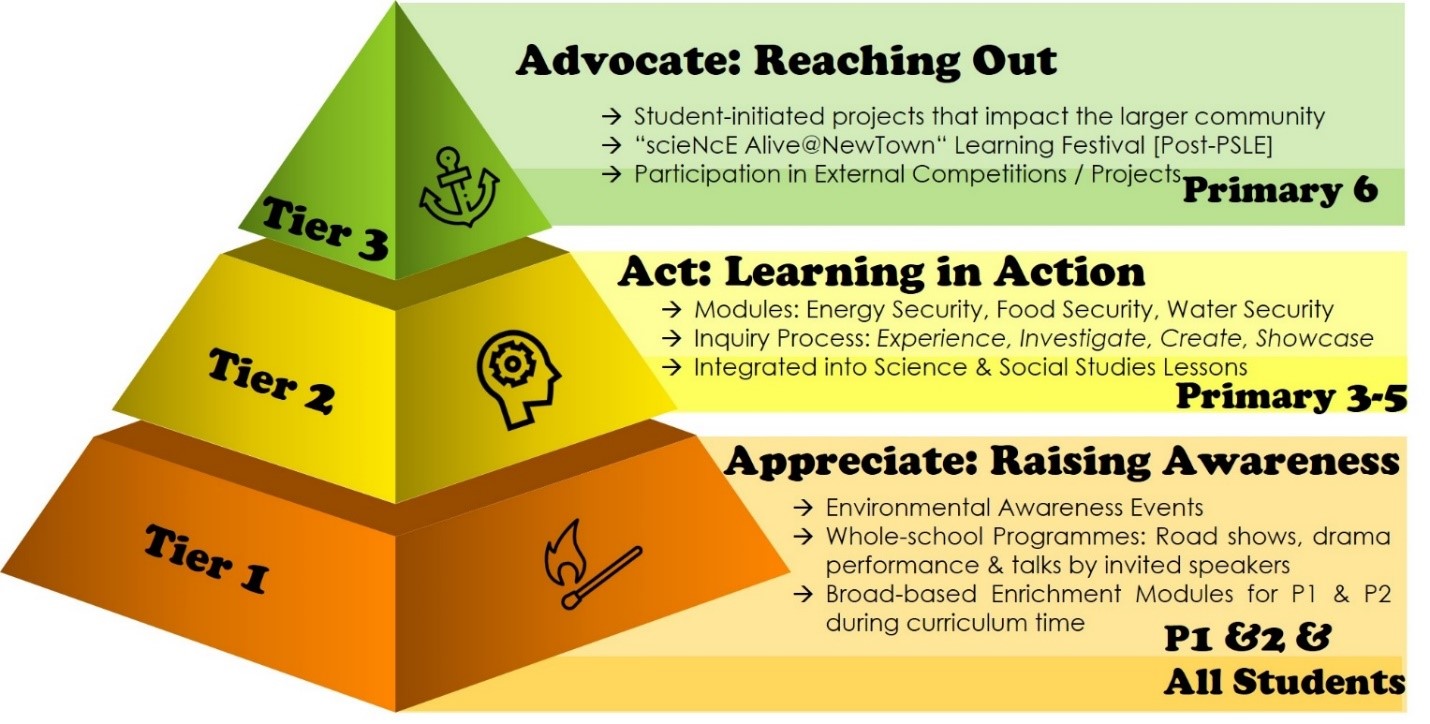 Advocate: Reaching Out
→ Student-initiated projects that impact the larger community
→ “scieNcE Alive@NewTown“ Learning Festival [Post-PSLE]
→ Participation in External Competitions / Projects
Primary 6
Tier 3
Act: Learning in Action
→ Modules: Energy Security, Food Security, Water Security
→ Inquiry Process: Experience, Investigate, Create, Showcase
→ Integrated into Science & Social Studies Lessons
Primary 3-5
Tier 2
Appreciate: Raising Awareness
→ Environmental Awareness Events
→ Whole-school Programmes: Road shows, drama
performance & talks by invited speakers
→ Broad-based Enrichment Modules for P1 & P2
during curriculum time
P1 &2 &
All Students
Tier 1